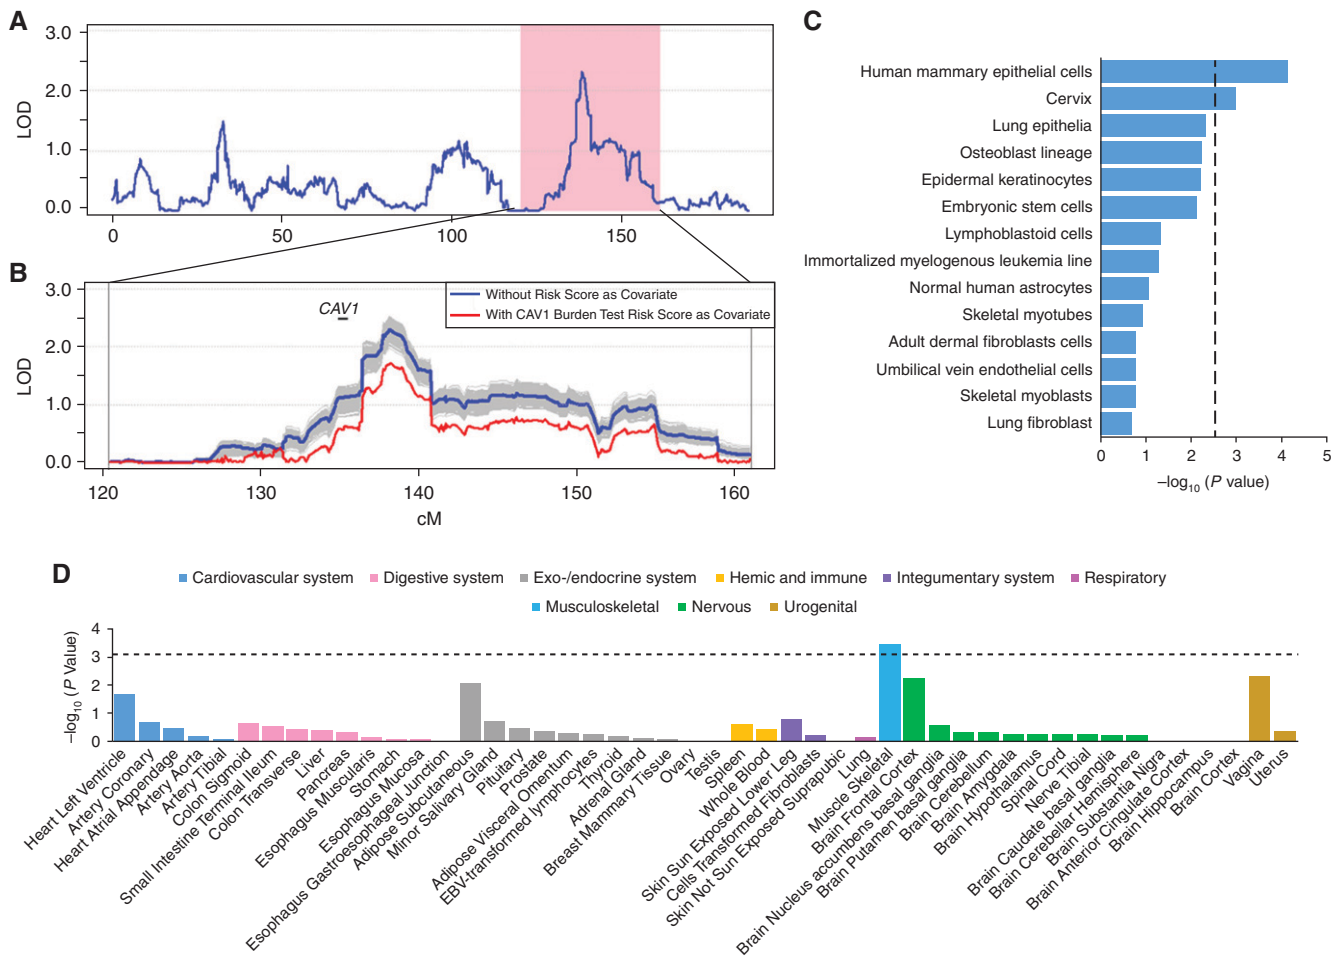 A
3.0
2.0
1.0
0.0
LOD
0
50
100
150
B
3.0
2.0
1.0
0.0
LOD
CAV1
Without Risk Score as Covariate
With CAV1 Burden Test Risk Score as Covariate
120
130
140
150
160
cM
C
Human mammary epithelial cells
Cervix
Lung epithelia
Osteoblast lineage
Epidermal keratinocytes
Embryonic stem cells
Lymphoblastoid cells
Immortalized myelogenous leukemia line
Normal human astrocytes
Skeletal myotubes
Adult dermal fibroblasts cells
Umbilical vein endothelial cells
Skeletal myoblasts
Lung fibroblast
0 1 2 3 4 5
–log10 (P value)
D
Cardiovascular system Digestive system Exo-/endocrine system Hemic and immune Integumentary system Respiratory
Musculoskeletal Nervous Urogenital
4
3
2
1
0
–log10 (P Value)
Heart Left Ventricle
Artery Coronary
Heart Atrial Appendage
Artery Aorta
Artery Tibial
Colon Sigmoid
Small Intestine Terminal Ileum
Colon Transverse
Liver
Pancreas
Esophagus Muscularis
Stomach
Esophagus Mucosa
Esophagus Gastroesophageal Junction
Adipose Subcutaneous
Minor Salivary Gland
Pituitary
Prostate
Adipose Visceral Omentum
EBV-transformed lymphocytes
Thyroid
Adrenal Gland
Breast Mammary Tissue
Ovary
Testis
Spleen
Whole Blood
Skin Sun Exposed Lower Leg
Cells Transformed Fibroblasts
Skin Not Sun Exposed Suprapubic
Lung
Muscle Skeletal
Brain Frontal Cortex
Brain Nucleus accumbens basal ganglia
Brain Putamen basal ganglia
Brain Cerebellum
Brain Amygdala
Brain Hypothalamus
Spinal Cord
Nerve Tibial
Brain Caudate basal ganglia
Brain Cerebellar Hemisphere
Brain Substantia Nigra
Brain Anterior Cingulate Cortex
Brain Hippocampus
Brain Cortex
Vagina
Uterus